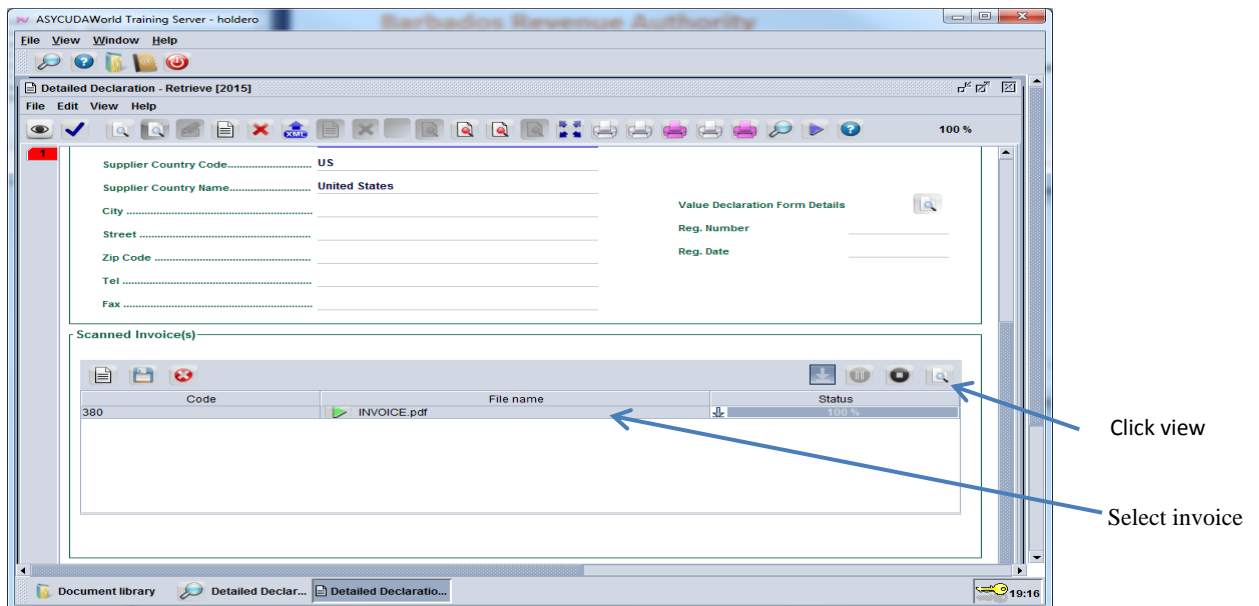 ASYCUDAWorld Training Server - holdero
Barbados Revenue Authority
File View Window Help
Detailed Declaration - Retrieve [2015]
File Edit View Help
XML
100 %
1
Supplier Country Code............................ US
Supplier Country Name........................... United States
City ..............................................................
Value Declaration Form Details
Street ..........................................................
Reg. Number
Zip Code .....................................................
Reg. Date
Tel ...............................................................
Fax ..............................................................
Scanned Invoice(s)
Code File name Status
380 INVOICE.pdf 100 %
Click view
Select invoice
Document library Detailed Declar... Detailed Declaratio... 19:16